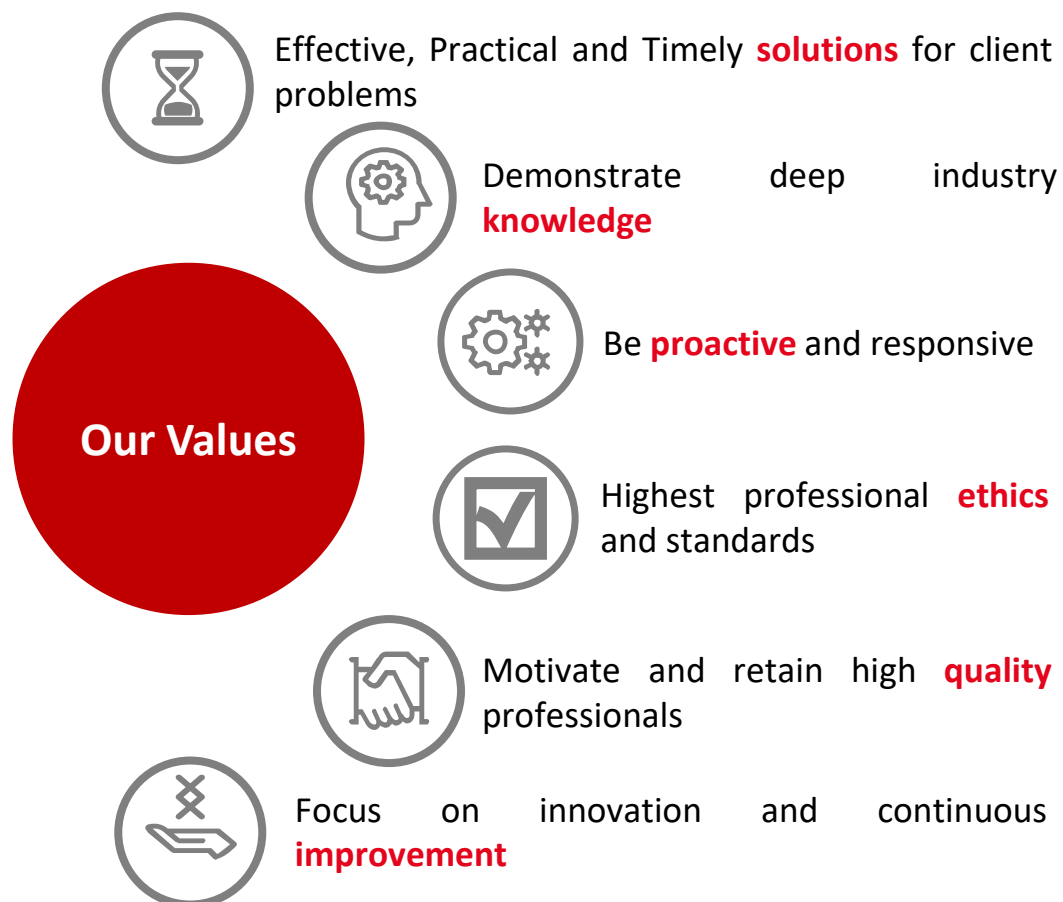 Effective, Practical and Timely solutions for client
problems
Demonstrate deep industry
knowledge
Be proactive and responsive
Our Values
Highest professional ethics
and standards
Motivate and retain high quality
professionals
Focus on innovation and continuous
improvement